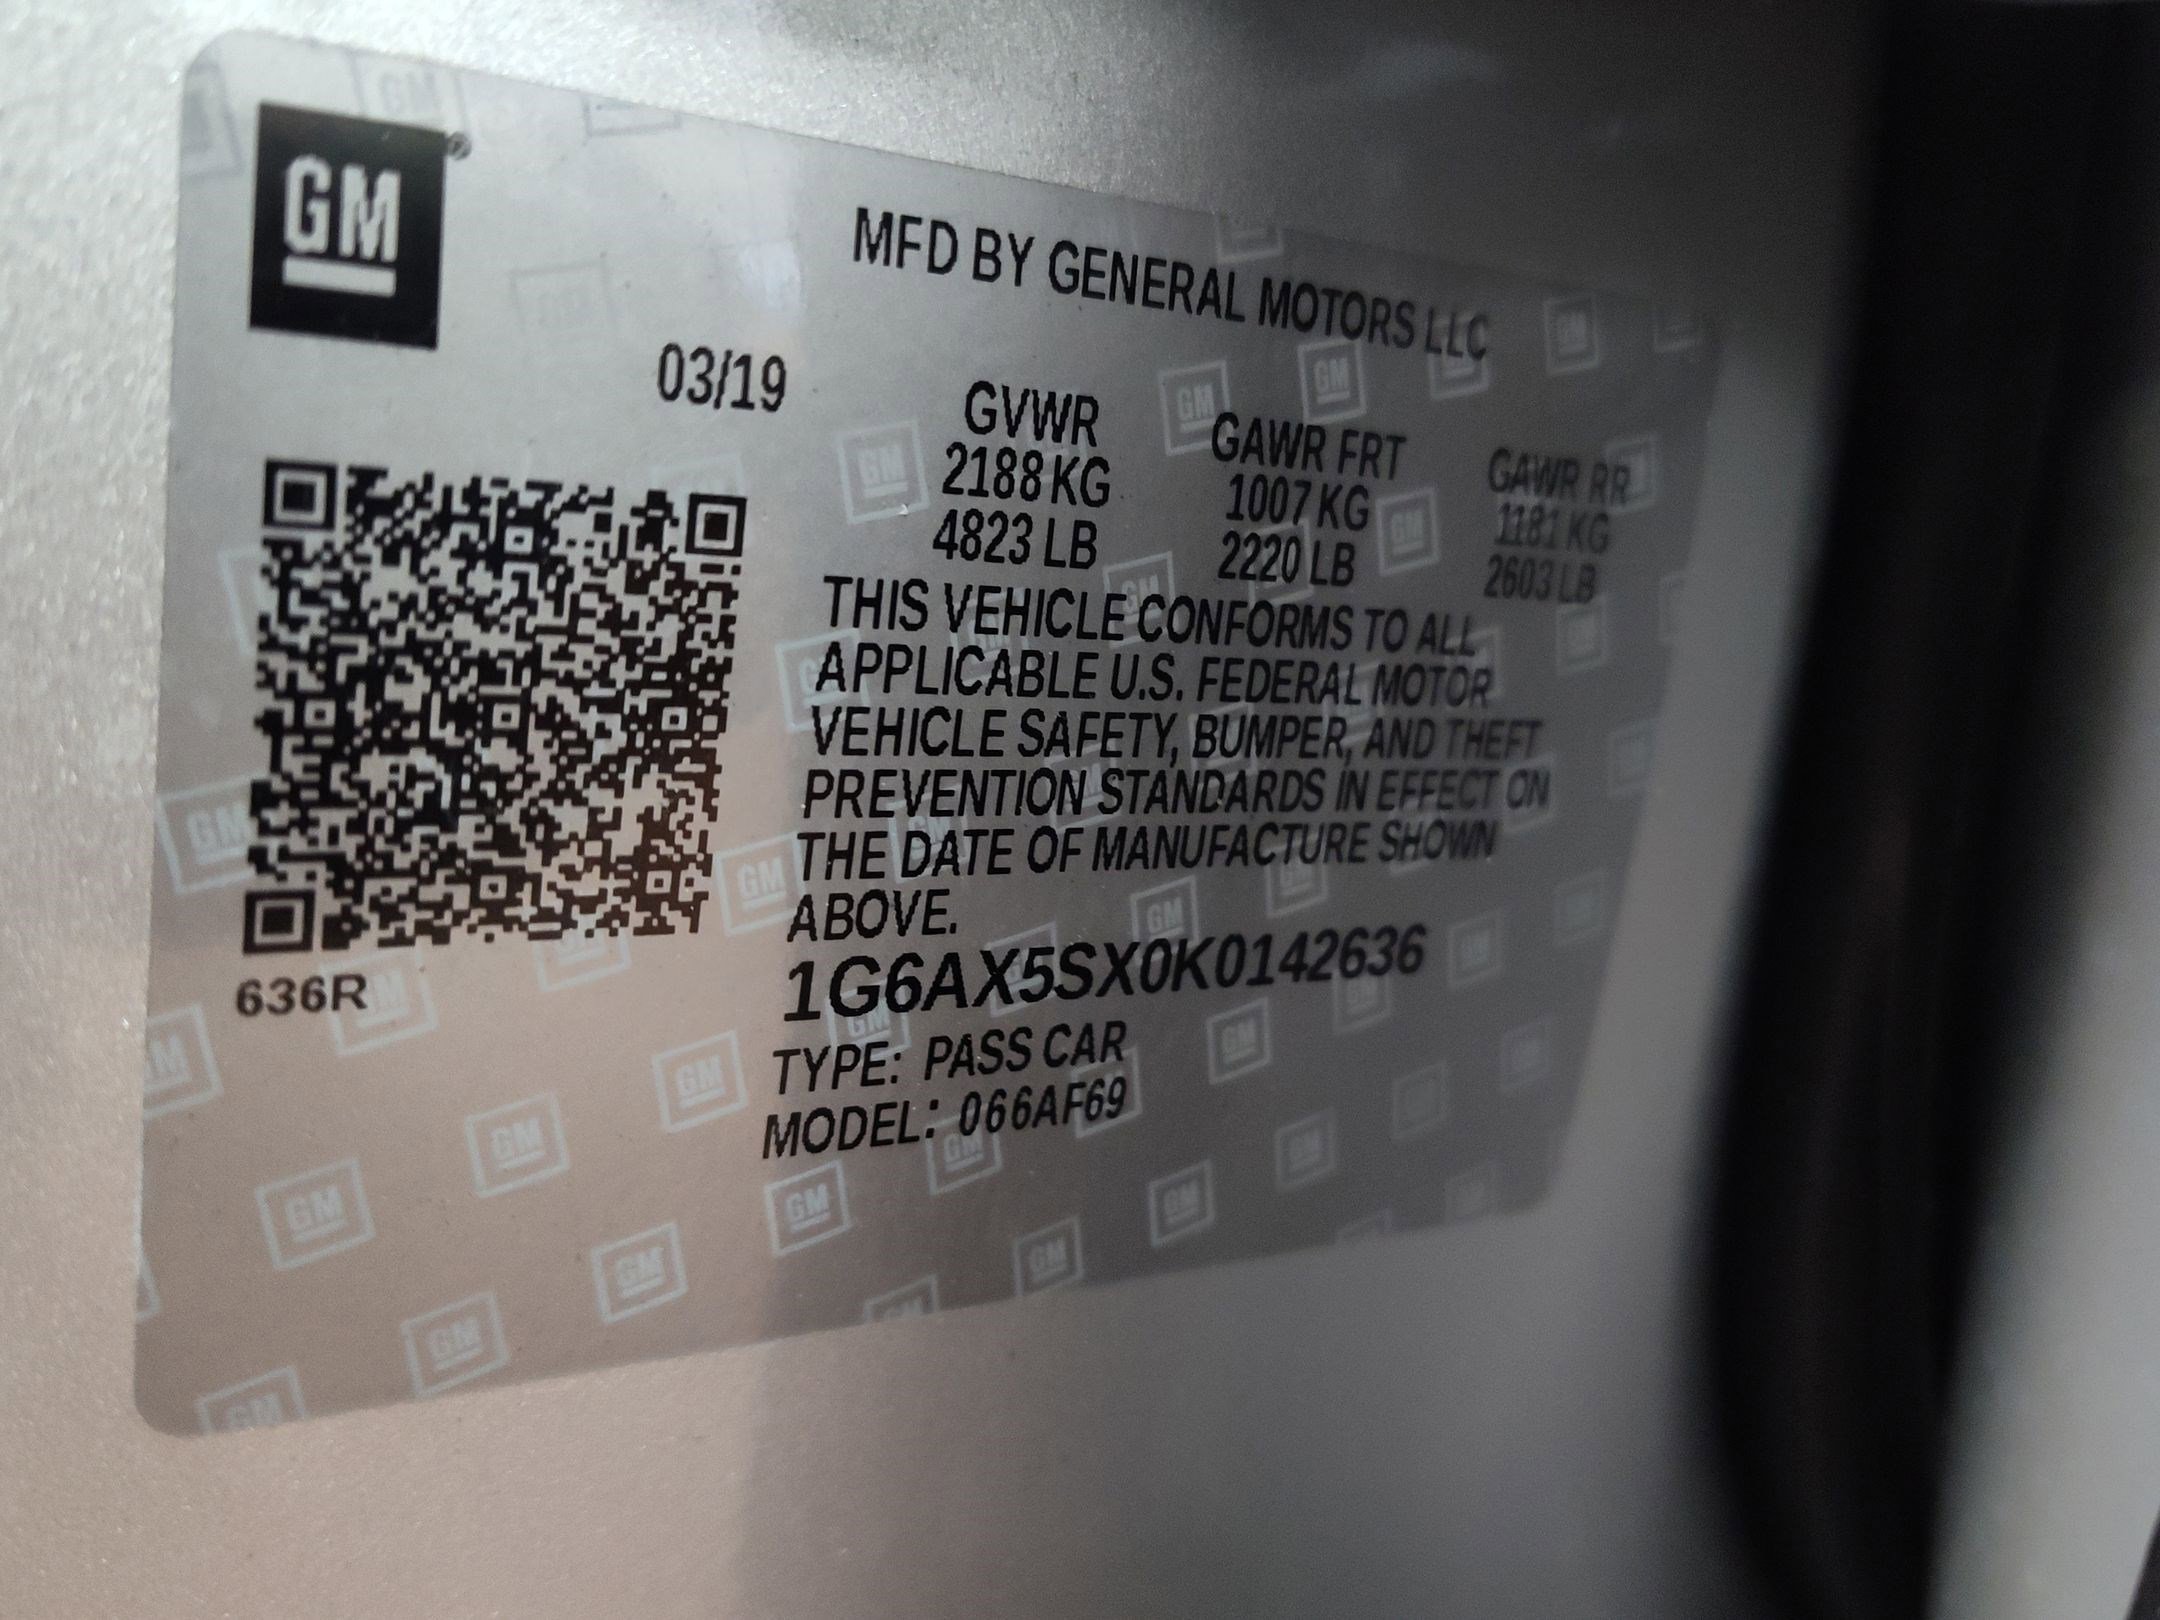 GM
MFD BY GENERAL MOTORS LLC
03/19
GVWR GAWR FRT GAWR RR
2188 KG 1007 KG 1181 KG
4823 LB 2220 LB 2603 LB
THIS VEHICLE CONFORMS TO ALL
APPLICABLE U.S. FEDERAL MOTOR
VEHICLE SAFETY, BUMPER, AND THEFT
PREVENTION STANDARDS IN EFFECT ON
THE DATE OF MANUFACTURE SHOWN
ABOVE.
636R
1G6AX5SX0K0142636
TYPE: PASS CAR
MODEL: 066AF69